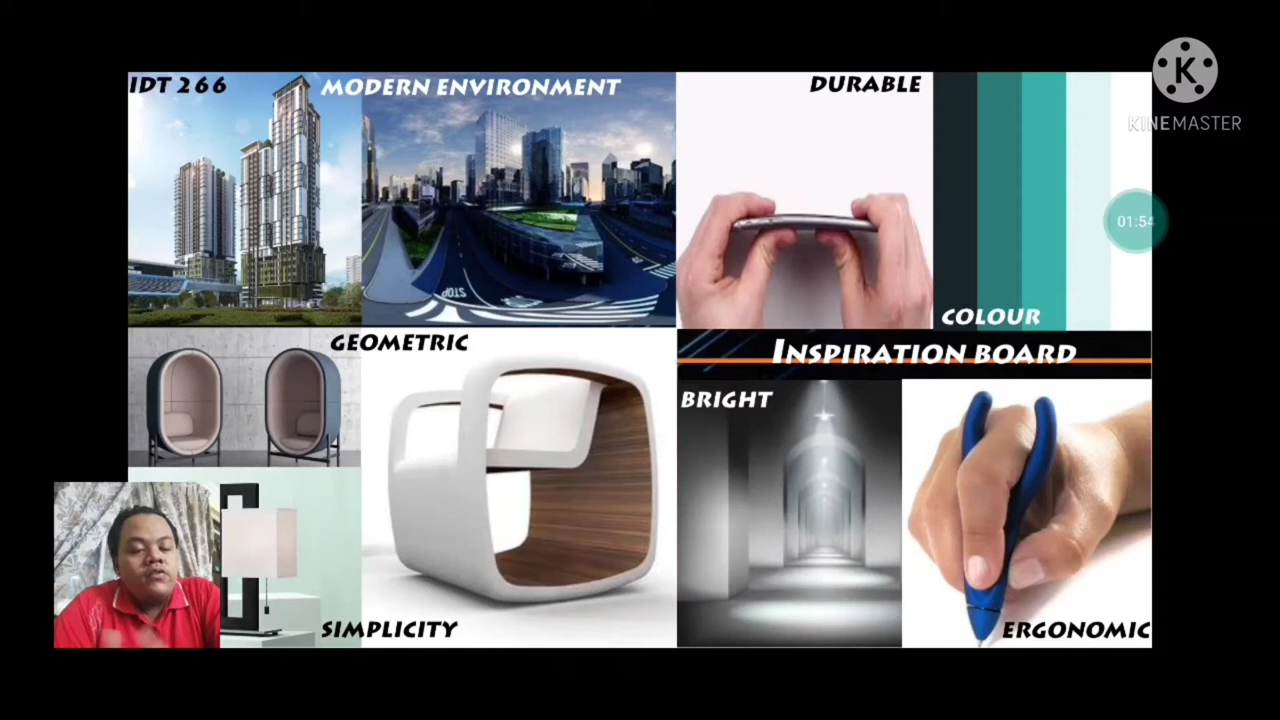 IDT 266
MODERN ENVIRONMENT
DURABLE
KINEMASTER
01:54
COLOUR
GEOMETRIC
INSPIRATION BOARD
BRIGHT
STOP
SIMPLICITY
ERGONOMIC